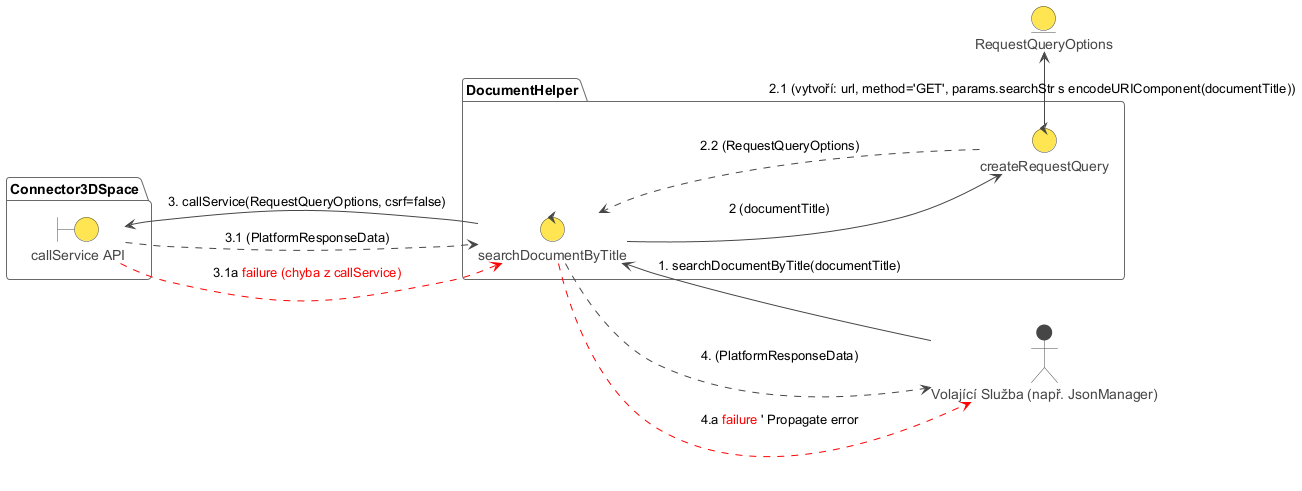 RequestQueryOptions
2.1 (vytvoří: url, method='GET', params.searchStr s encodeURIComponent(documentTitle))
DocumentHelper
2.2 (RequestQueryOptions)
createRequestQuery
Connector3DSpace
3. callService(RequestQueryOptions, csrf=false)
2 (documentTitle)
3.1 (PlatformResponseData)
callService API
searchDocumentByTitle
1. searchDocumentByTitle(documentTitle)
3.1a failure (chyba z callService)
4. (PlatformResponseData)
Volající Služba (např. JsonManager)
4.a failure ' Propagate error